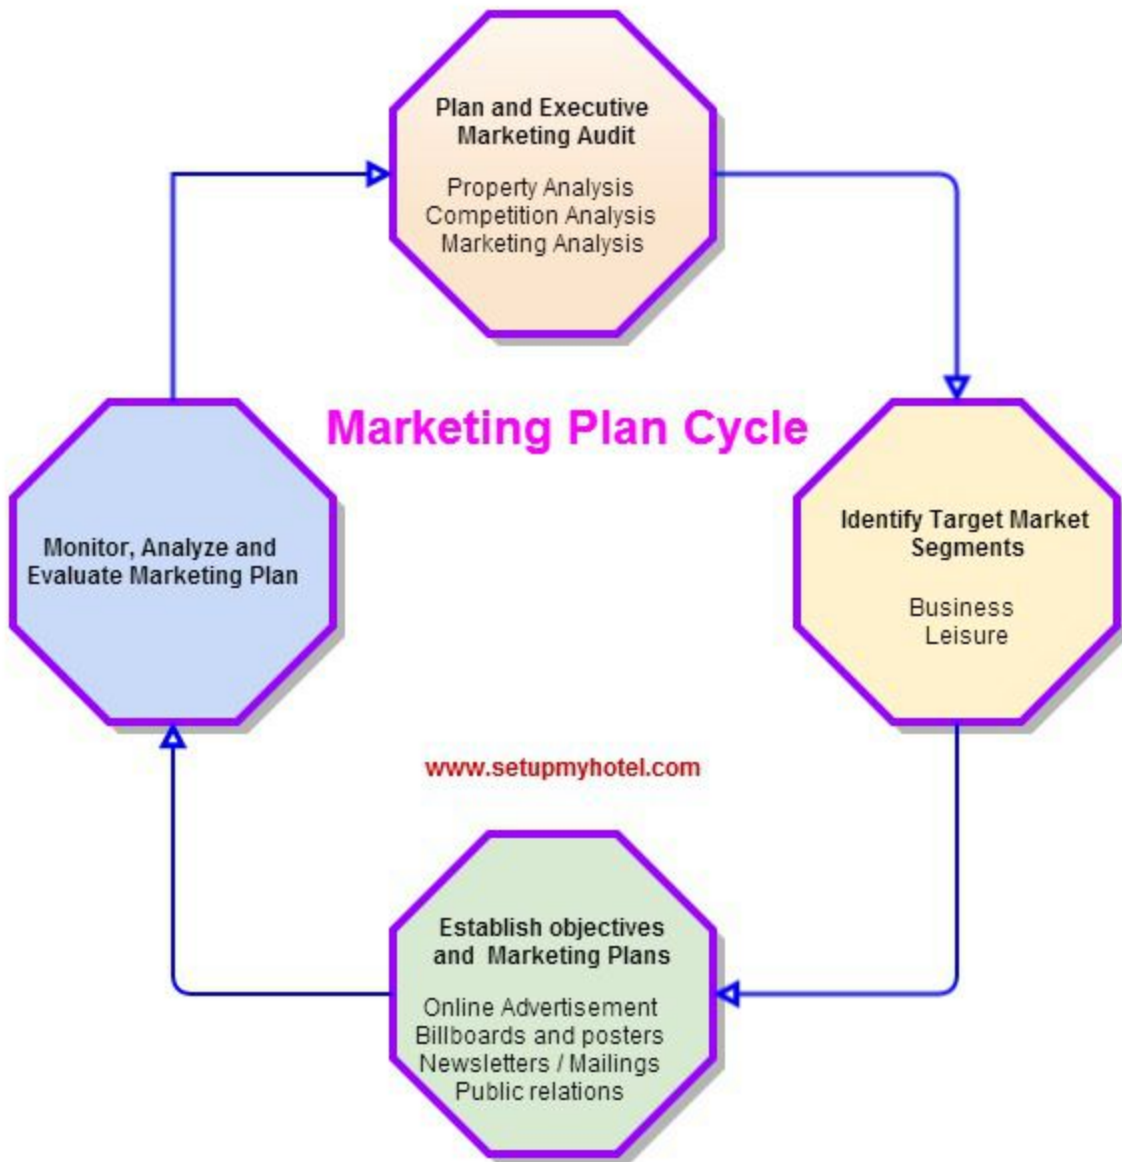 Plan and Executive
Marketing Audit
Property Analysis
Competition Analysis
Marketing Analysis
Marketing Plan Cycle
Identify Target Market
Segments
Business
Leisure
Monitor, Analyze and
Evaluate Marketing Plan
www.setupmyhotel.com
Establish objectives
and Marketing Plans
Online Advertisement
Billboards and posters
Newsletters / Mailings
Public relations